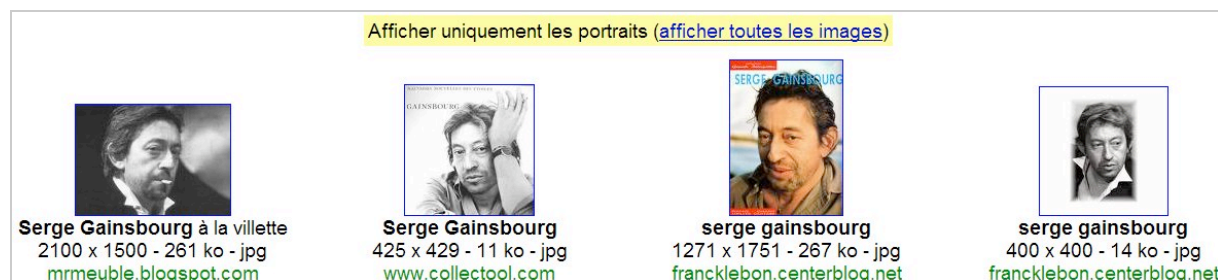 Afficher uniquement les portraits (afficher toutes les images)
GAINSBOURG
SERGE GAINSBOURG
Serge Gainsbourg à la villette
2100 x 1500 - 261 ko - jpg
mrmeuble.blogspot.com
Serge Gainsbourg
425 x 429 - 11 ko - jpg
www.collectool.com
serge gainsbourg
1271 x 1751 - 267 ko - jpg
francklebon.centerblog.net
serge gainsbourg
400 x 400 - 14 ko - jpg
francklebon.centerblog.net